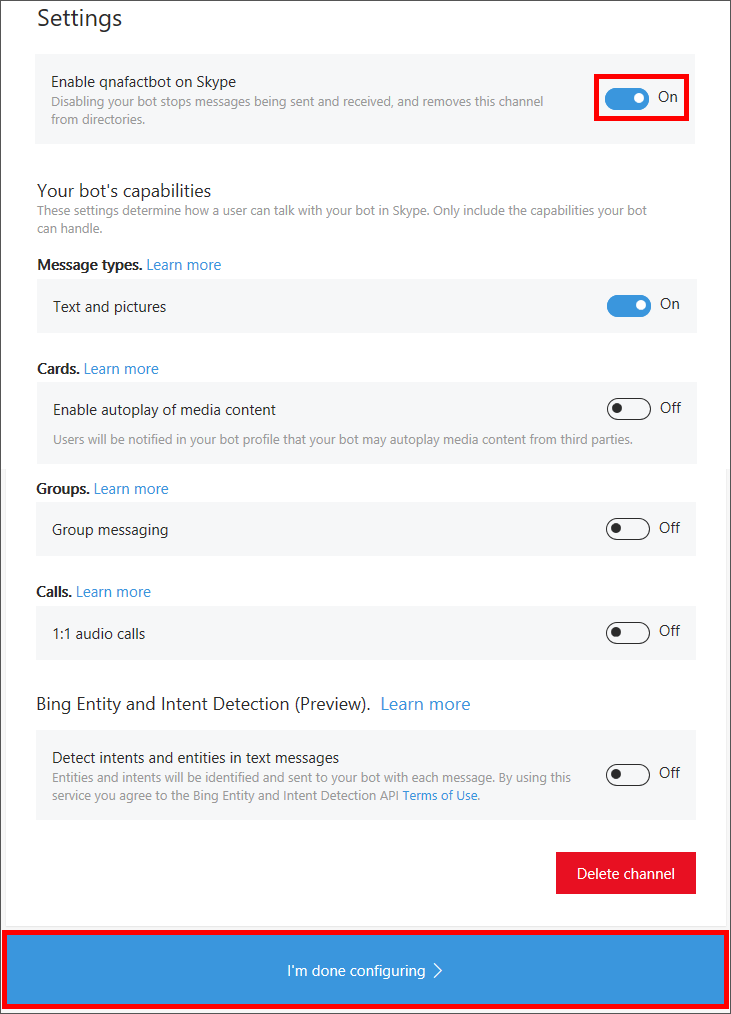 Settings
Enable qnafactbot on Skype
On
Disabling your bot stops messages being sent and received, and removes this channel
from directories.
Your bot's capabilities
These settings determine how a user can talk with your bot in Skype. Only include the capabilities your bot
can handle.
Message types. Learn more
Text and pictures
On
Cards. Learn more
Enable autoplay of media content
Off
Users will be notified in your bot profile that your bot may autoplay media content from third parties.
Groups. Learn more
Group messaging
Off
Calls. Learn more
1:1 audio calls
Off
Bing Entity and Intent Detection (Preview). Learn more
Detect intents and entities in text messages
Off
Entities and intents will be identified and sent to your bot with each message. By using this
service you agree to the Bing Entity and Intent Detection API Terms of Use.
Delete channel
I'm done configuring